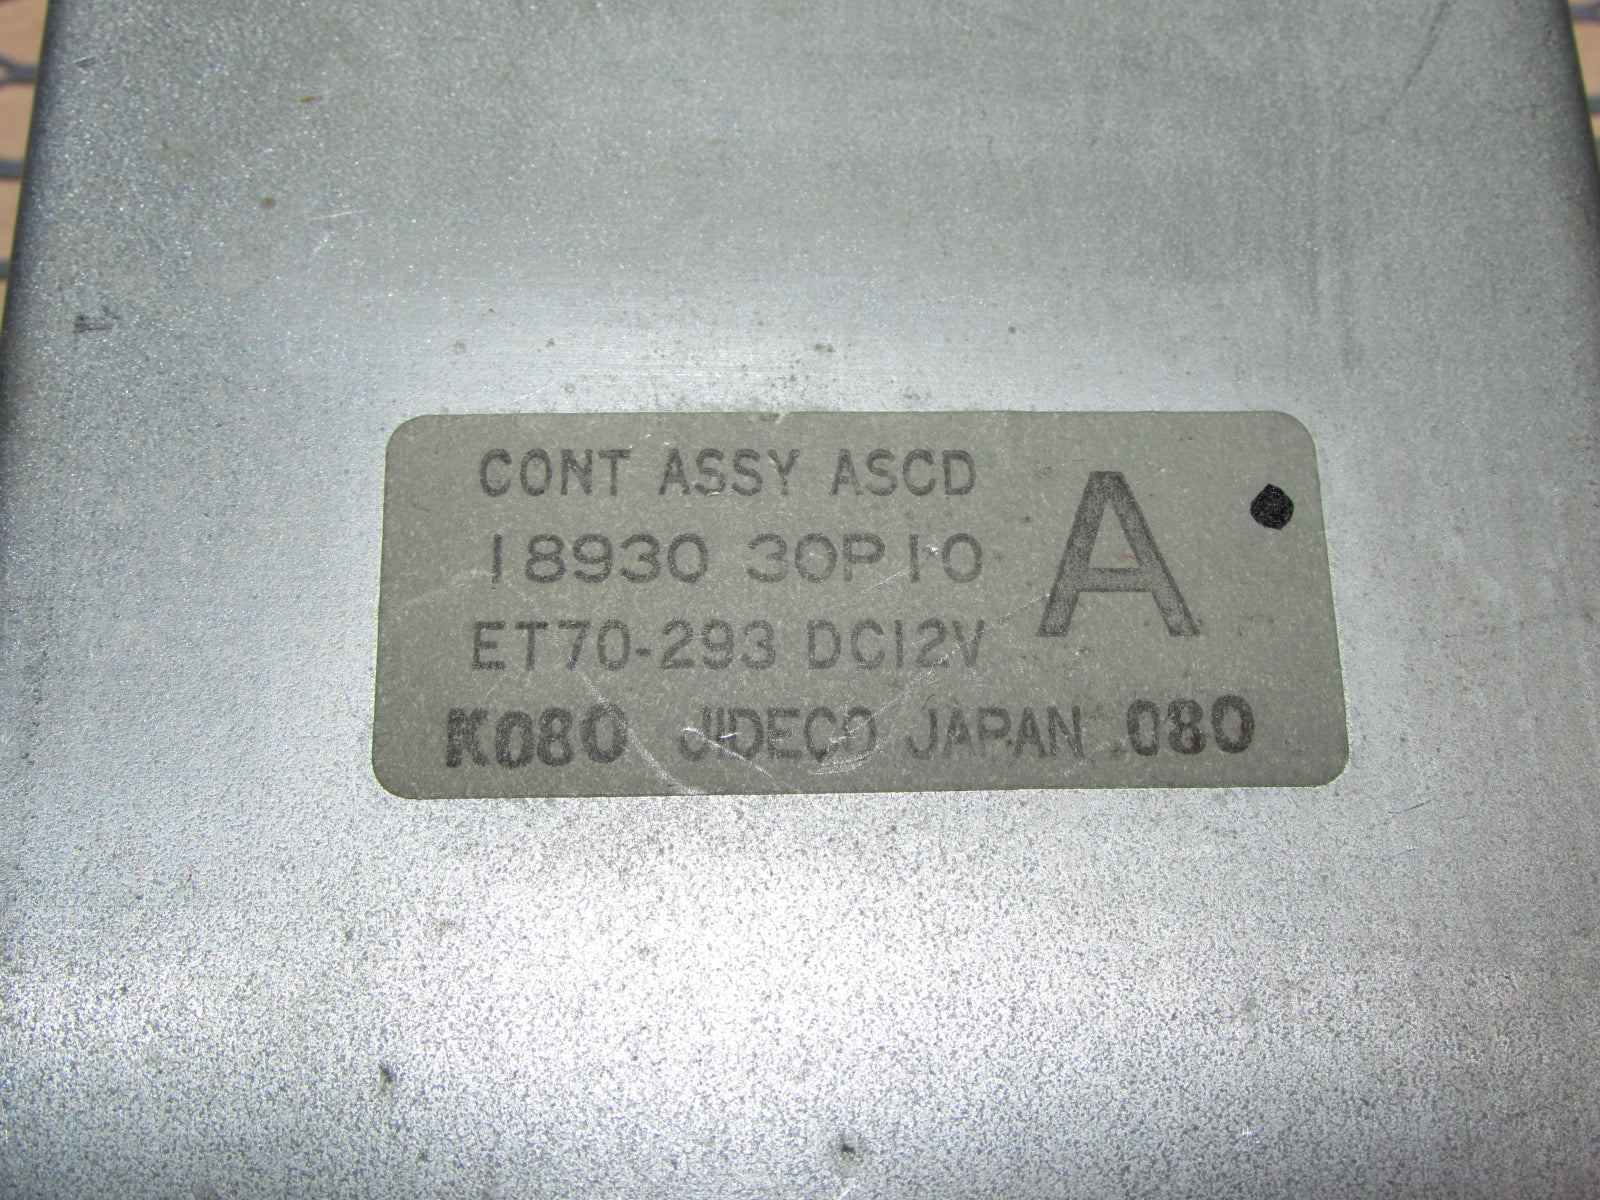 CONT ASSY ASCD
18930 30P10
A
ET70-293 DC12V
K080 JIDECO JAPAN 080